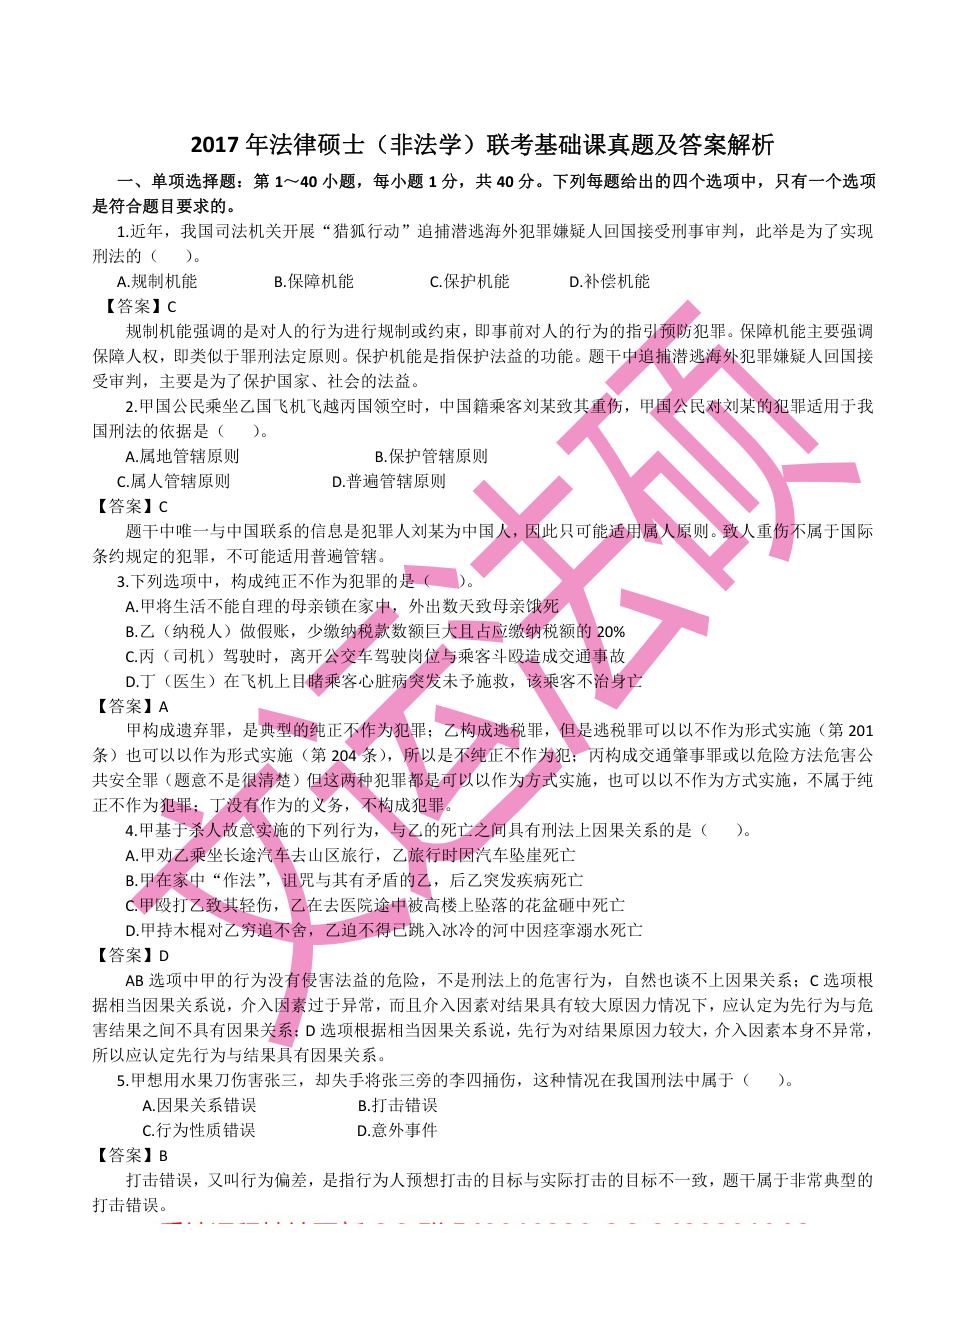 2017 年法律硕士（非法学）联考基础课真题及答案解析
一、单项选择题：第 1～40 小题，每小题 1 分，共 40 分。下列每题给出的四个选项中，只有一个选项
是符合题目要求的。
1.近年，我国司法机关开展“猎狐行动”追捕潜逃海外犯罪嫌疑人回国接受刑事审判，此举是为了实现
刑法的（ ）。
A.规制机能 B.保障机能 C.保护机能 D.补偿机能
【答案】C
规制机能强调的是对人的行为进行规制或约束，即事前对人的行为的指引预防犯罪。保障机能主要强调
保障人权，即类似于罪刑法定原则。保护机能是指保护法益的功能。题干中追捕潜逃海外犯罪嫌疑人回国接
受审判，主要是为了保护国家、社会的法益。
2.甲国公民乘坐乙国飞机飞越丙国领空时，中国籍乘客刘某致其重伤，甲国公民对刘某的犯罪适用于我
国刑法的依据是（ ）。
A.属地管辖原则 B.保护管辖原则
C.属人管辖原则 D.普遍管辖原则
【答案】C
题干中唯一与中国联系的信息是犯罪人刘某为中国人，因此只可能适用属人原则。致人重伤不属于国际
条约规定的犯罪，不可能适用普遍管辖。
3.下列选项中，构成纯正不作为犯罪的是（ ）。
A.甲将生活不能自理的母亲锁在家中，外出数天致母亲饿死
B.乙（纳税人）做假账，少缴纳税款数额巨大且占应缴纳税额的 20%
C.丙（司机）驾驶时，离开公交车驾驶岗位与乘客斗殴造成交通事故
D.丁（医生）在飞机上目睹乘客心脏病突发未予施救，该乘客不治身亡
【答案】A
甲构成遗弃罪，是典型的纯正不作为犯罪；乙构成逃税罪，但是逃税罪可以以不作为形式实施（第 201
条）也可以以作为形式实施（第 204 条），所以是不纯正不作为犯；丙构成交通肇事罪或以危险方法危害公
共安全罪（题意不是很清楚）但这两种犯罪都是可以以作为方式实施，也可以以不作为方式实施，不属于纯
正不作为犯罪；丁没有作为的义务，不构成犯罪。
4.甲基于杀人故意实施的下列行为，与乙的死亡之间具有刑法上因果关系的是（ ）。
A.甲劝乙乘坐长途汽车去山区旅行，乙旅行时因汽车坠崖死亡
B.甲在家中“作法”，诅咒与其有矛盾的乙，后乙突发疾病死亡
C.甲殴打乙致其轻伤，乙在去医院途中被高楼上坠落的花盆砸中死亡
D.甲持木棍对乙穷追不舍，乙迫不得已跳入冰冷的河中因痉挛溺水死亡
【答案】D
AB 选项中甲的行为没有侵害法益的危险，不是刑法上的危害行为，自然也谈不上因果关系；C 选项根
据相当因果关系说，介入因素过于异常，而且介入因素对结果具有较大原因力情况下，应认定为先行为与危
害结果之间不具有因果关系；D 选项根据相当因果关系说，先行为对结果原因力较大，介入因素本身不异常，
所以应认定先行为与结果具有因果关系。
5.甲想用水果刀伤害张三，却失手将张三旁的李四捅伤，这种情况在我国刑法中属于（ ）。
A.因果关系错误 B.打击错误
C.行为性质错误 D.意外事件
【答案】B
打击错误，又叫行为偏差，是指行为人预想打击的目标与实际打击的目标不一致，题干属于非常典型的
打击错误。
文运法硕